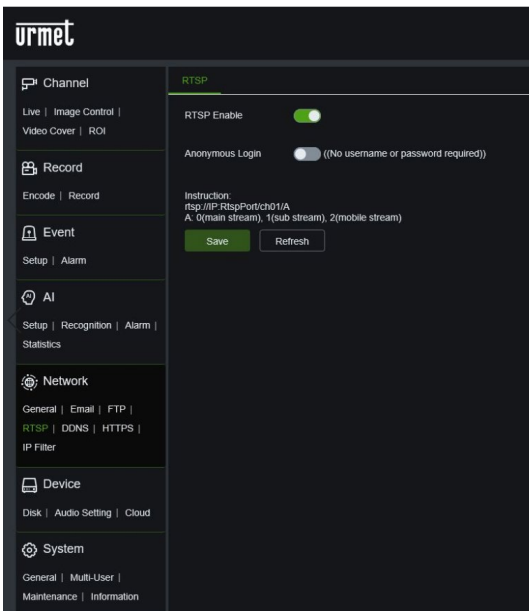 urmet
Channel
Live | Image Control |
Video Cover | ROI
Record
Encode | Record
Event
Setup | Alarm
AI
Setup | Recognition | Alarm |
Statistics
Network
General | Email | FTP |
RTSP | DDNS | HTTPS |
IP Filter
Device
Disk | Audio Setting | Cloud
System
General | Multi-User |
Maintenance | Information
RTSP
RTSP Enable
Anonymous Login ((No username or password required))
Instruction:
rtsp://IP:RtspPort/ch01/A
A: 0(main stream), 1(sub stream), 2(mobile stream)
Save Refresh